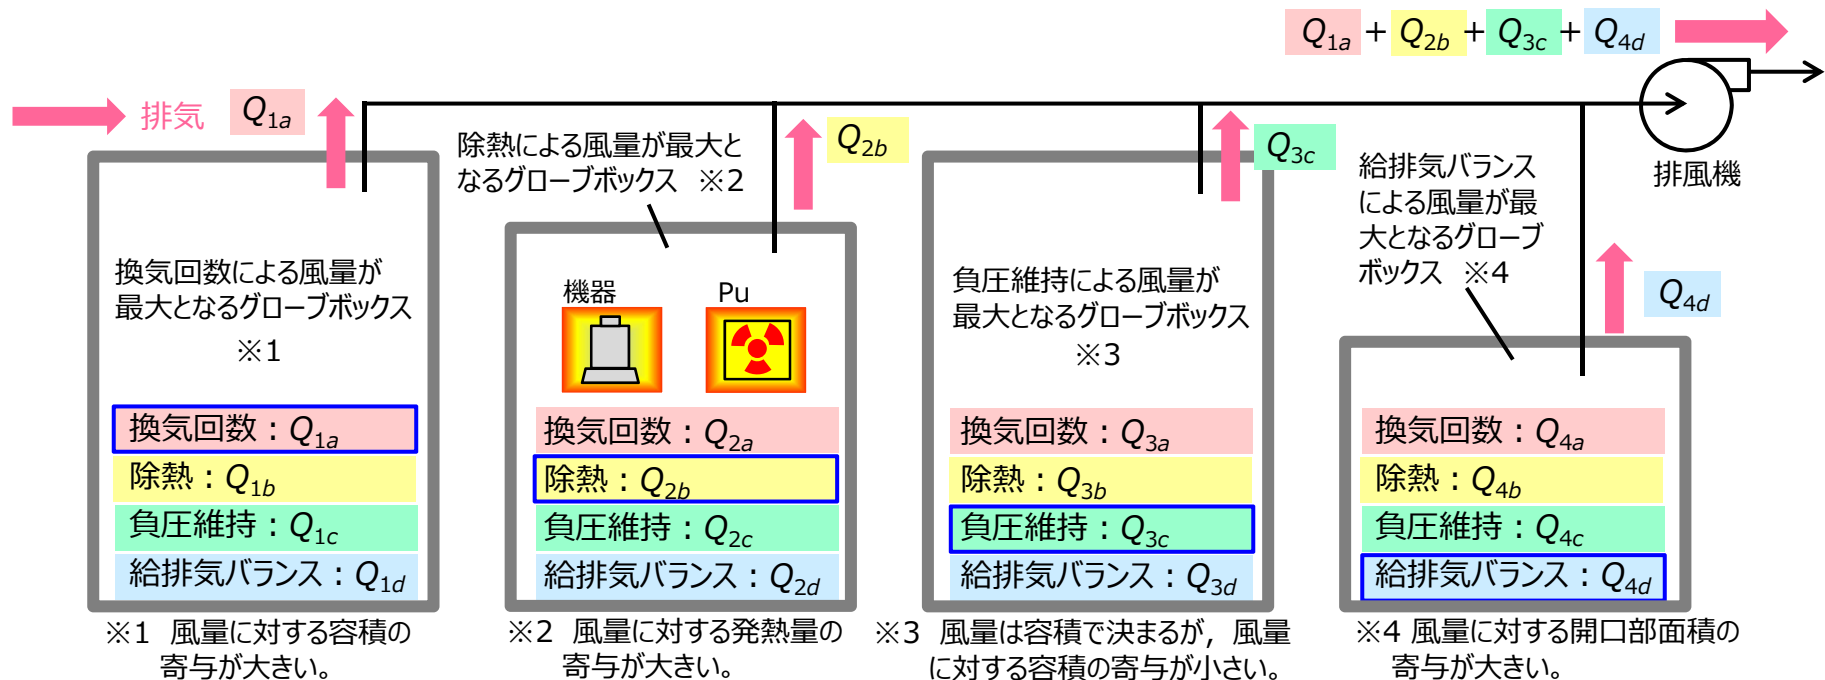 Q1a + Q2b + Q3c + Q4d
排気
Q1a
Q2b
Q3c
Q4d
排風機
換気回数による風量が
最大となるグローブボックス
※1
換気回数：Q1a
除熱：Q1b
負圧維持：Q1c
給排気バランス：Q1d
※1 風量に対する容積の
寄与が大きい。
除熱による風量が最大と
なるグローブボックス ※2
機器
Pu
換気回数：Q2a
除熱：Q2b
負圧維持：Q2c
給排気バランス：Q2d
※2 風量に対する発熱量の
寄与が大きい。
負圧維持による風量が
最大となるグローブボックス
※3
換気回数：Q3a
除熱：Q3b
負圧維持：Q3c
給排気バランス：Q3d
※3 風量は容積で決まるが，風量
に対する容積の寄与が小さい。
給排気バランス
による風量が最
大となるグローブ
ボックス ※4
換気回数：Q4a
除熱：Q4b
負圧維持：Q4c
給排気バランス：Q4d
※4 風量に対する開口部面積の
寄与が大きい。